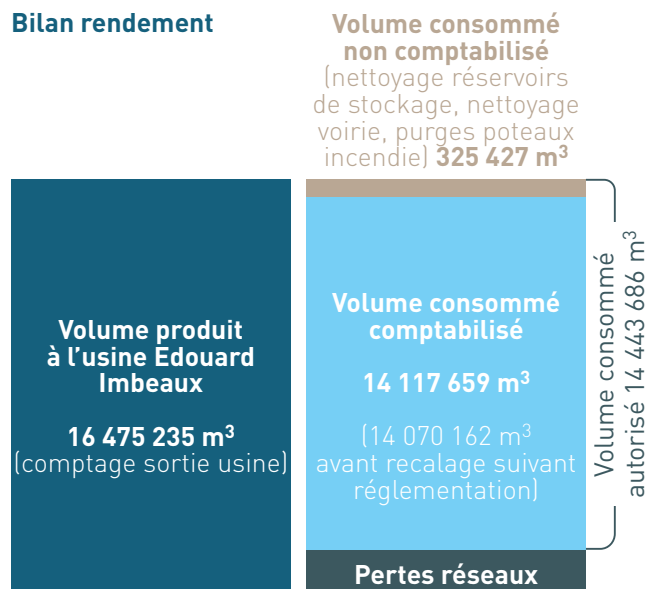 Bilan rendement
Volume consommé
non comptabilisé
(nettoyage réservoirs
de stockage, nettoyage
voirie, purges poteaux
incendie) 325 427 m³
Volume produit
à l'usine Edouard
Imbeaux
16 475 235 m³
(comptage sortie usine)
Volume consommé
comptabilisé
14 117 659 m³
(14 070 162 m³
avant recalage suivant
réglementation)
Pertes réseaux
Volume consommé
autorisé 14 443 686 m³